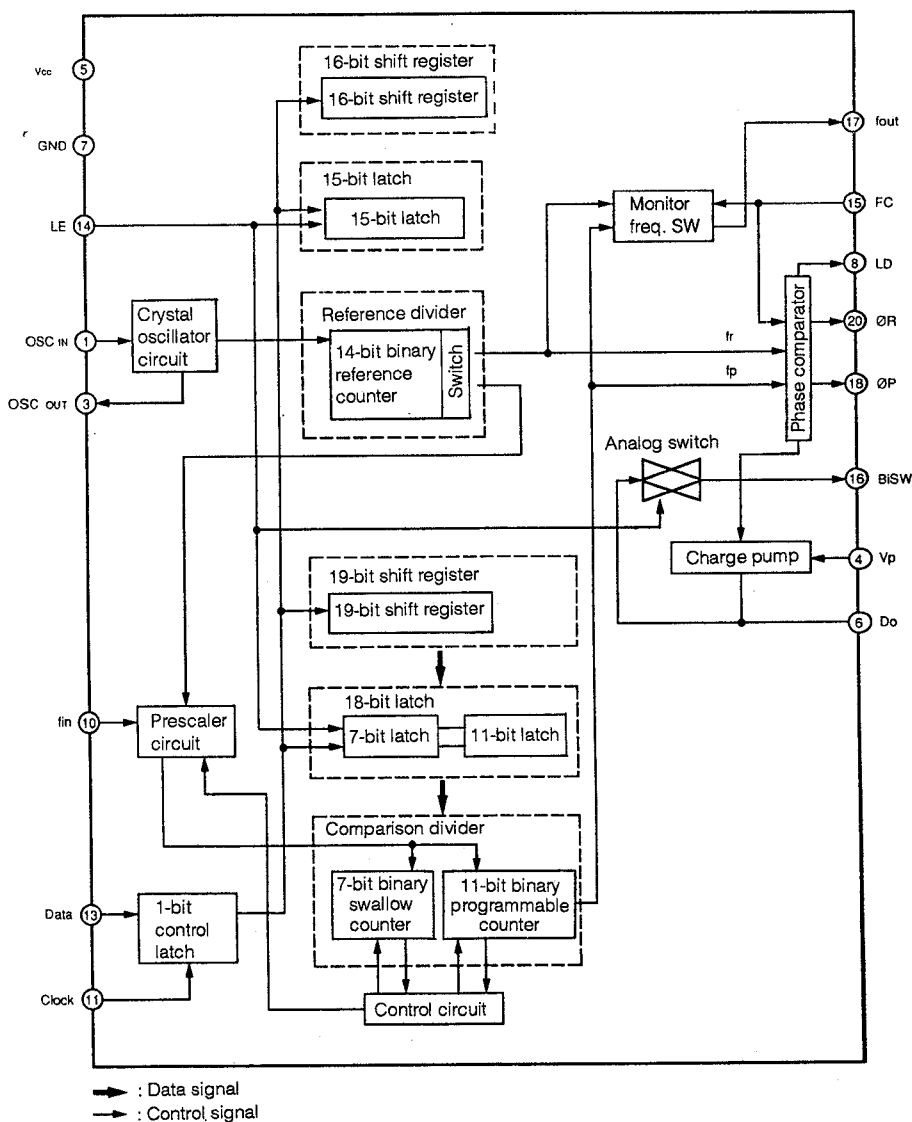 Vcc 5
GND 7
LE 14
OSC IN 1
OSC OUT 3
fin 10
Data 13
Clock 11
16-bit shift register
16-bit shift register
15-bit latch
15-bit latch
Crystal
oscillator
circuit
Reference divider
14-bit binary
reference
counter
Switch
Monitor
freq. SW
fr
fp
Phase comparator
Analog switch
Charge pump
17 fout
15 FC
8 LD
20 ØR
18 ØP
16 BiSW
4 Vp
6 Do
19-bit shift register
19-bit shift register
18-bit latch
7-bit latch
11-bit latch
Prescaler
circuit
Comparison divider
7-bit binary
swallow
counter
11-bit binary
programmable
counter
1-bit
control
latch
Control circuit
: Data signal
: Control signal